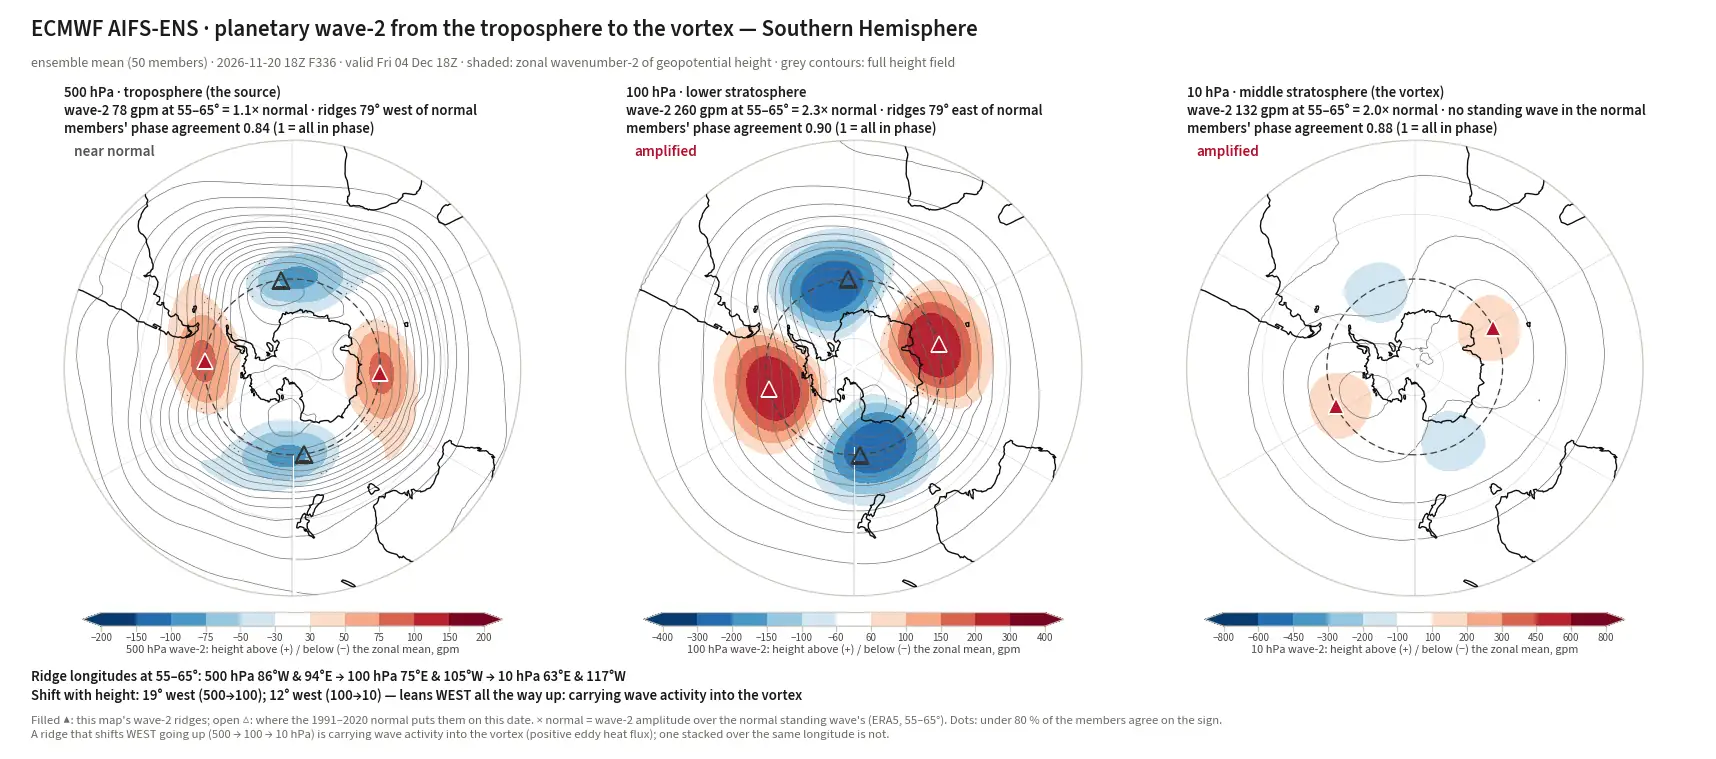 ECMWF AIFS-ENS · planetary wave-2 from the troposphere to the vortex — Southern Hemisphere
ensemble mean (50 members) · 2026-11-20 18Z F336 · valid Fri 04 Dec 18Z · shaded: zonal wavenumber-2 of geopotential height · grey contours: full height field
500 hPa · troposphere (the source)
wave-2 78 gpm at 55–65° = 1.1× normal · ridges 79° west of normal
members' phase agreement 0.84 (1 = all in phase)
near normal
100 hPa · lower stratosphere
wave-2 260 gpm at 55–65° = 2.3× normal · ridges 79° east of normal
members' phase agreement 0.90 (1 = all in phase)
amplified
10 hPa · middle stratosphere (the vortex)
wave-2 132 gpm at 55–65° = 2.0× normal · no standing wave in the normal
members' phase agreement 0.88 (1 = all in phase)
amplified
−200 −150 −100 −75 −50 −30 30 50 75 100 150 200
500 hPa wave-2: height above (+) / below (−) the zonal mean, gpm
−400 −300 −200 −150 −100 −60 60 100 150 200 300 400
100 hPa wave-2: height above (+) / below (−) the zonal mean, gpm
−800 −600 −450 −300 −200 −100 100 200 300 450 600 800
10 hPa wave-2: height above (+) / below (−) the zonal mean, gpm
Ridge longitudes at 55–65°: 500 hPa 86°W & 94°E → 100 hPa 75°E & 105°W → 10 hPa 63°E & 117°W
Shift with height: 19° west (500→100); 12° west (100→10) — leans WEST all the way up: carrying wave activity into the vortex
Filled ▲: this map's wave-2 ridges; open △: where the 1991–2020 normal puts them on this date. × normal = wave-2 amplitude over the normal standing wave's (ERA5, 55–65°). Dots: under 80 % of the members agree on the sign.
A ridge that shifts WEST going up (500 → 100 → 10 hPa) is carrying wave activity into the vortex (positive eddy heat flux); one stacked over the same longitude is not.